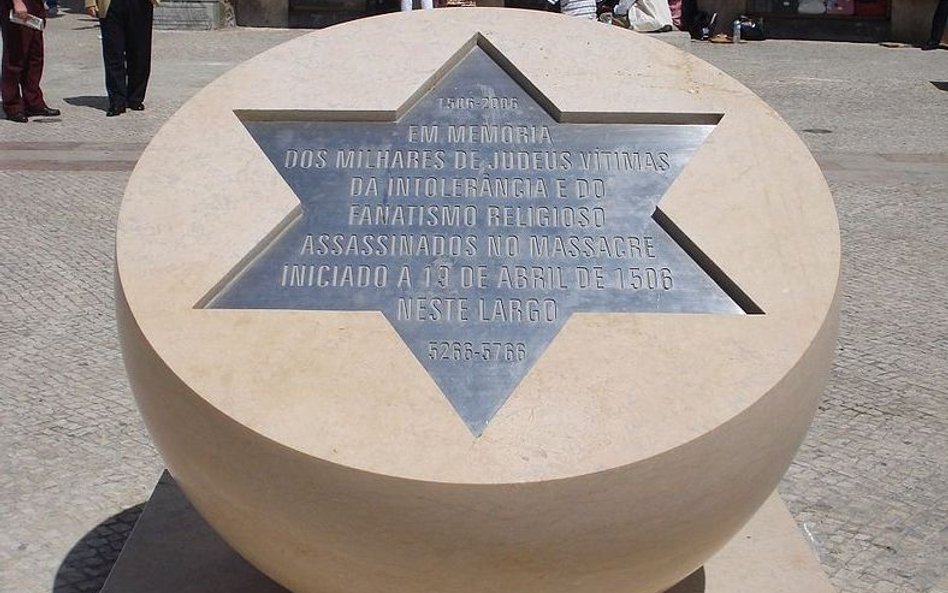 1506-2006
EM MEMÓRIA
DOS MILHARES DE JUDEUS VÍTIMAS
DA INTOLERÂNCIA E DO
FANATISMO RELIGIOSO
ASSASSINADOS NO MASSACRE
INICIADO A 19 DE ABRIL DE 1506
NESTE LARGO
5266-5766